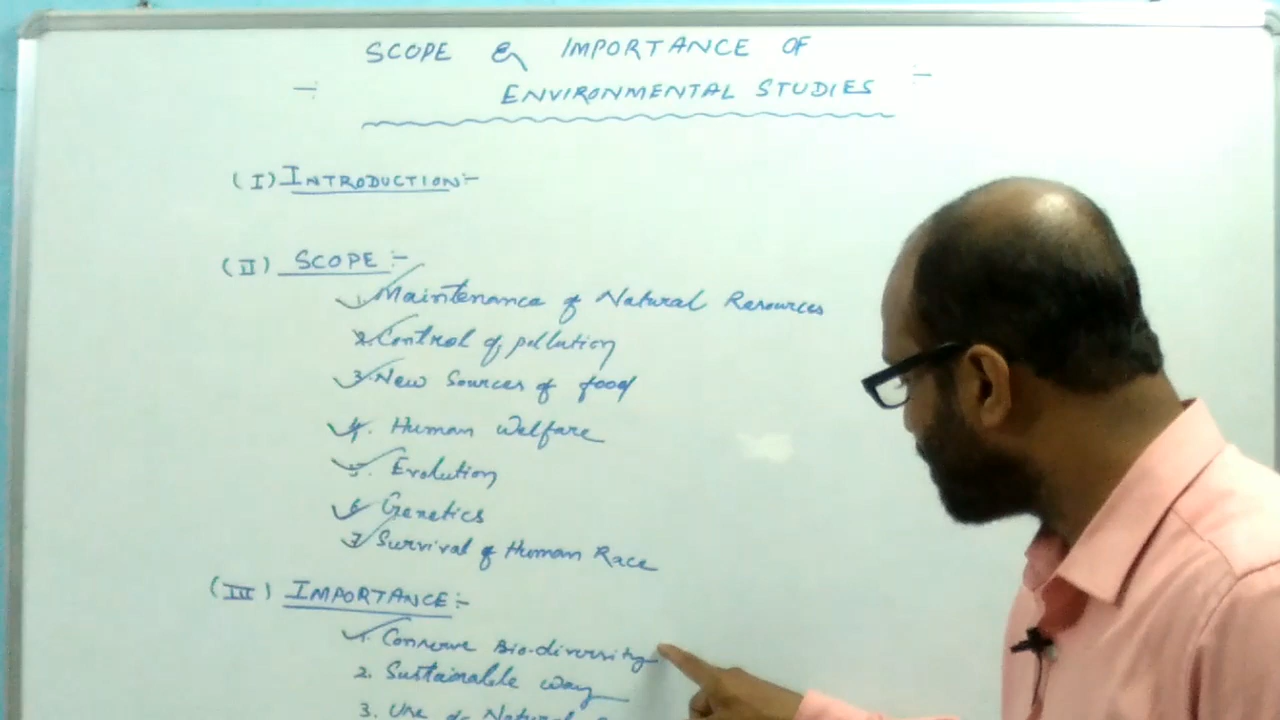 SCOPE & IMPORTANCE OF
- ENVIRONMENTAL STUDIES :-
(I) INTRODUCTION:-
(II) SCOPE :-
1. Maintenance of Natural Resources
2. Control of pollution
3. New Sources of food
4. Human Welfare
5. Evolution
6. Genetics
7. Survival of Human Race
(III) IMPORTANCE:-
1. Conserve Bio-diversity
2. Sustainable way
3. Use of Natural